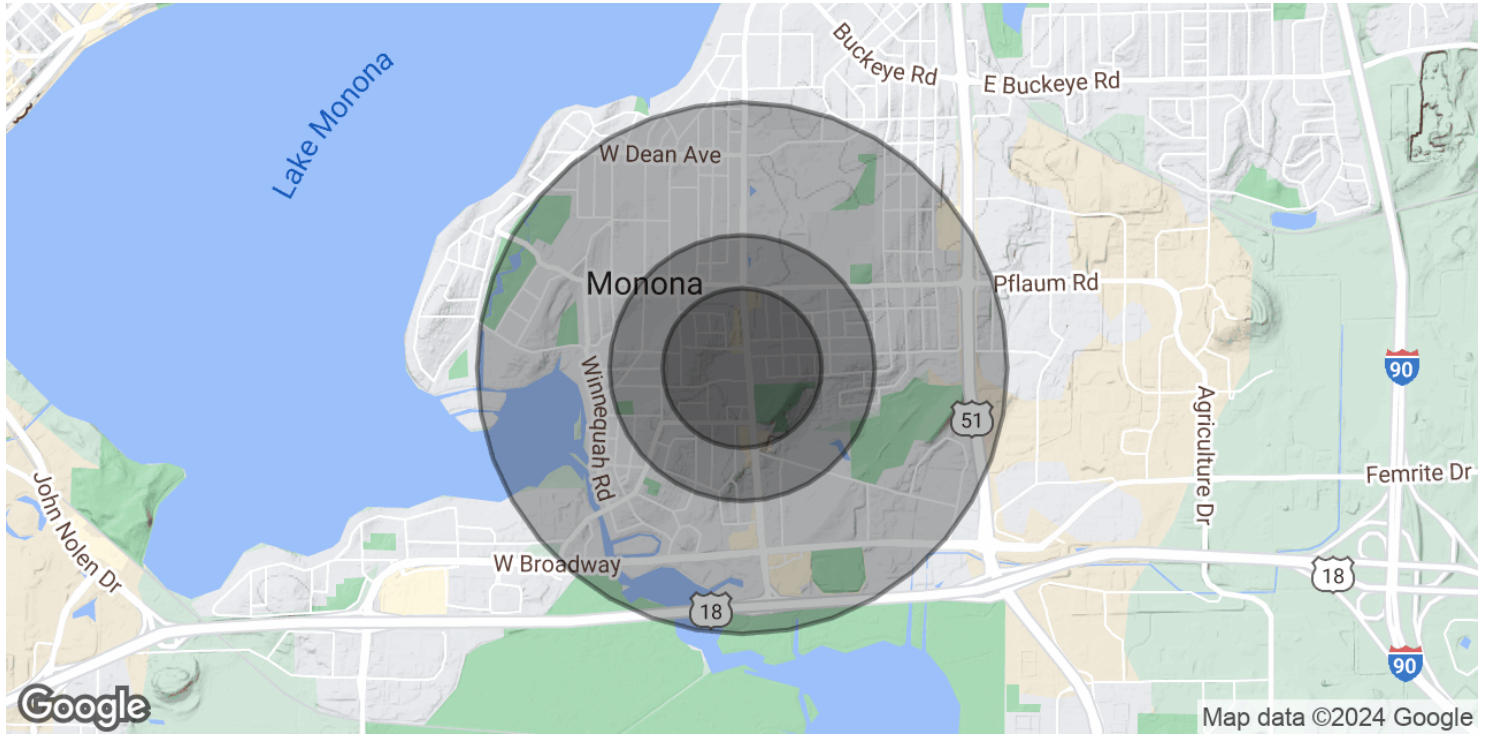 Buckeye Rd
E Buckeye Rd
Lake Monona
W Dean Ave
Monona
Pflaum Rd
90
Winnequah Rd
51
Agriculture Dr
Femrite Dr
John Nolen Dr
W Broadway
18
18
90
Google
Map data ©2024 Google